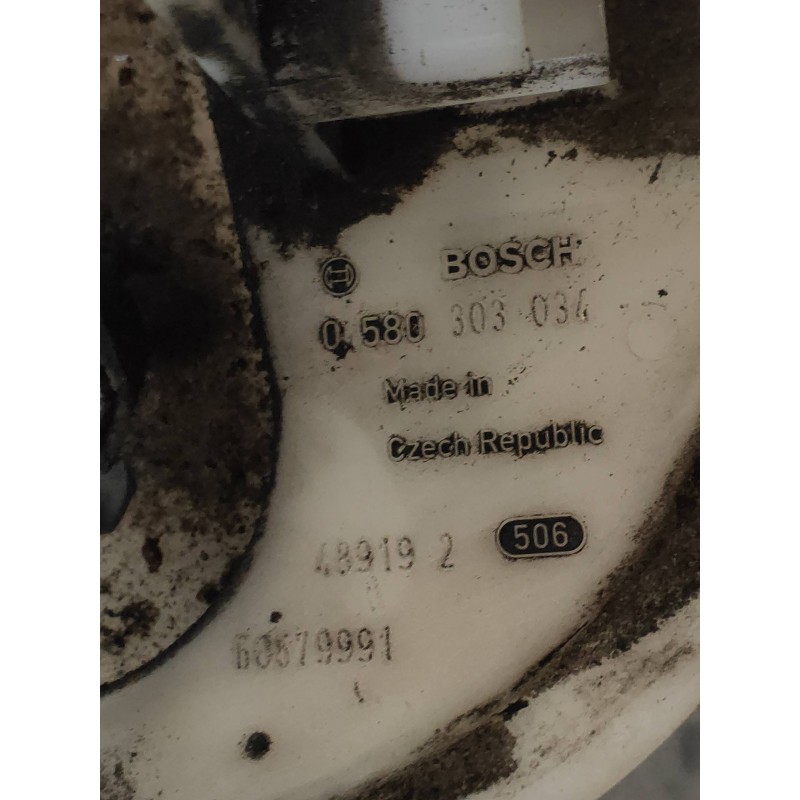 BOSCH
0 580 303 034
Made in
Czech Republic
48919 2
506
60679991